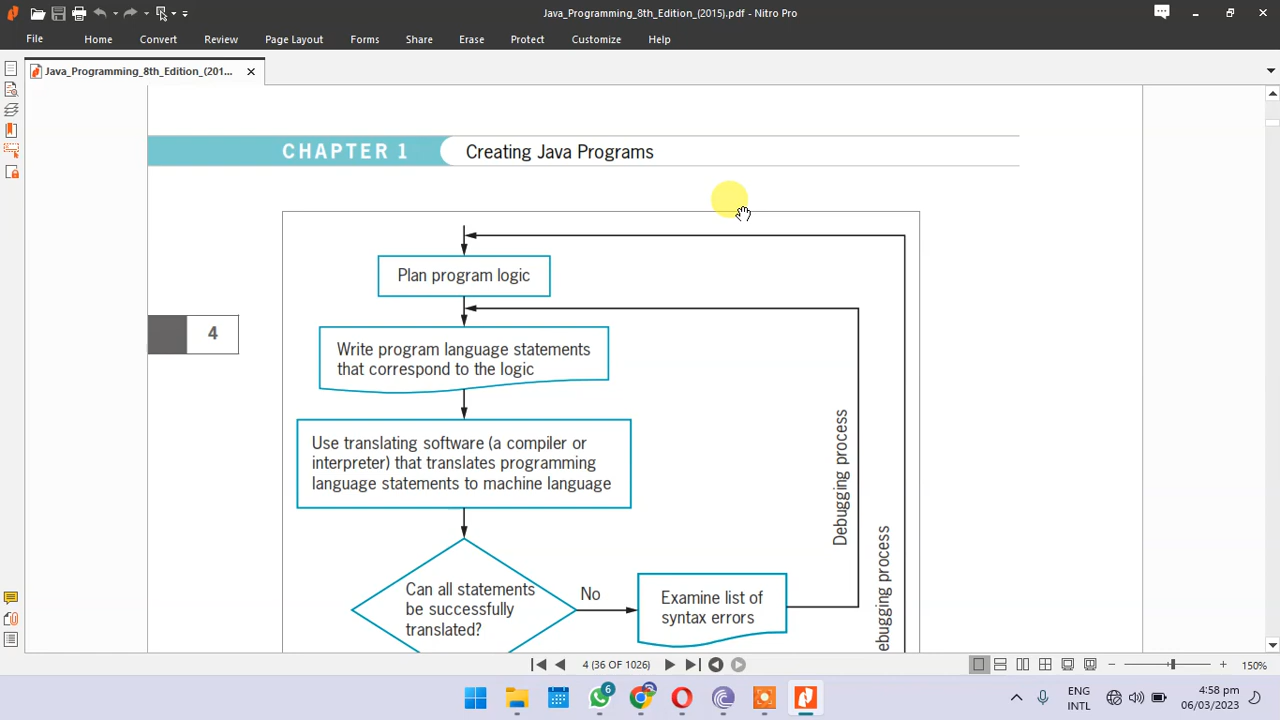 Java_Programming_8th_Edition_(2015).pdf - Nitro Pro
File Home Convert Review Page Layout Forms Share Erase Protect Customize Help
Java_Programming_8th_Edition_(201...
CHAPTER 1 Creating Java Programs
Plan program logic
4
Write program language statements
that correspond to the logic
Use translating software (a compiler or
interpreter) that translates programming
language statements to machine language
Debugging process
ebugging process
Can all statements
be successfully
translated?
No
Examine list of
syntax errors
4 (36 OF 1026)
150%
6
ENG
INTL
4:58 pm
06/03/2023